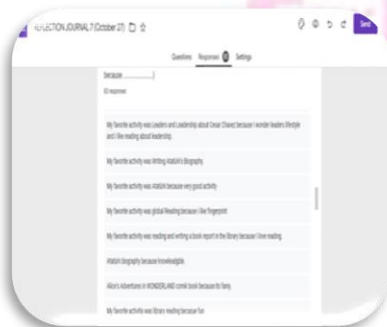 REFLECTION JOURNAL 7 (October 27)
Send
Questions Responses Settings
because ..................)
responses
My favorite activity was Leaders and Leadership about Cesar Chavez because I wonder leaders lifestyle
and I like reading about leadership.
My favorite activity was Writing Atatürk's Biography.
My favorite activity was Atatürk because very good activity
My favorite activity was global Reading because I like fingerprint
My favorite activity was reading and writing a book report in the library because I love reading.
Atatürk biography because knowledgble.
Alice's Adventures in WONDERLAND comik book because its funny.
My favorite activity was library reading because fun